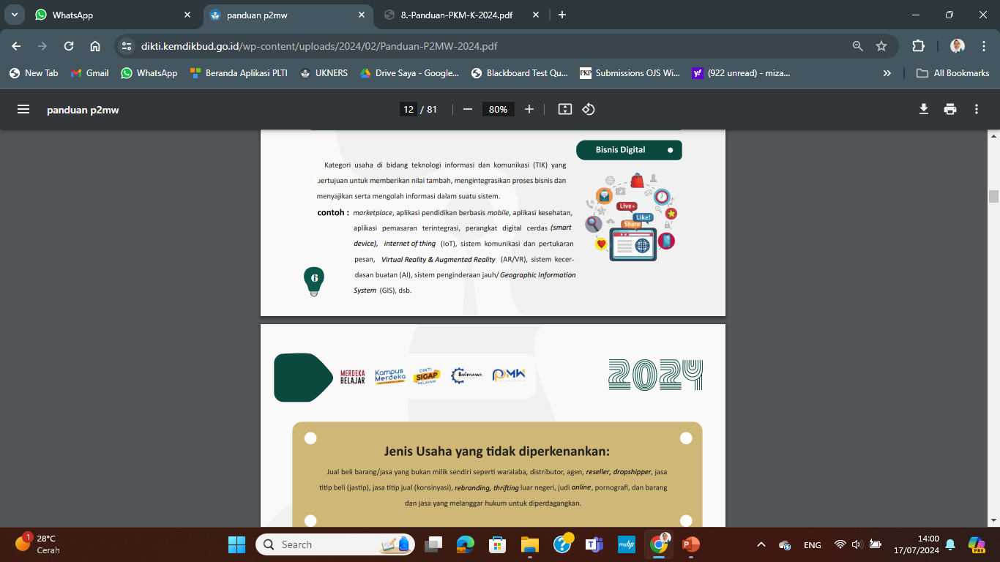 WhatsApp
panduan p2mw
8.-Panduan-PKM-K-2024.pdf
dikti.kemdikbud.go.id/wp-content/uploads/2024/02/Panduan-P2MW-2024.pdf
New Tab
Gmail
WhatsApp
Beranda Aplikasi PLTI
UKNERS
Drive Saya - Google...
Blackboard Test Qu...
PKP Submissions OJS Wi...
(922 unread) - miza...
»
All Bookmarks
panduan p2mw
12 / 81
80%
Bisnis Digital
Kategori usaha di bidang teknologi informasi dan komunikasi (TIK) yang
bertujuan untuk memberikan nilai tambah, mengintegrasikan proses bisnis dan
menyajikan serta mengolah informasi dalam suatu sistem.
contoh : marketplace, aplikasi pendidikan berbasis mobile, aplikasi kesehatan,
aplikasi pemasaran terintegrasi, perangkat digital cerdas (smart
device), internet of thing (IoT), sistem komunikasi dan pertukaran
pesan, Virtual Reality & Augmented Reality (AR/VR), sistem kecer-
dasan buatan (AI), sistem penginderaan jauh/ Geographic Information
System (GIS), dsb.
Live
Like!
Share
6
MERDEKA
BELAJAR
Kampus
Merdeka
INDONESIA JAYA
DIKTI
SIGAP
MELAYANI
Belmawa
PMW
2024
Jenis Usaha yang tidak diperkenankan:
Jual beli barang/jasa yang bukan milik sendiri seperti waralaba, distributor, agen, reseller, dropshipper, jasa
titip beli (jastip), jasa titip jual (konsinyasi), rebranding, thrifting luar negeri, judi online, pornografi, dan barang
dan jasa yang melanggar hukum untuk diperdagangkan.
1
28°C
Cerah
Search
myhp
ENG
14:00
17/07/2024
PRE